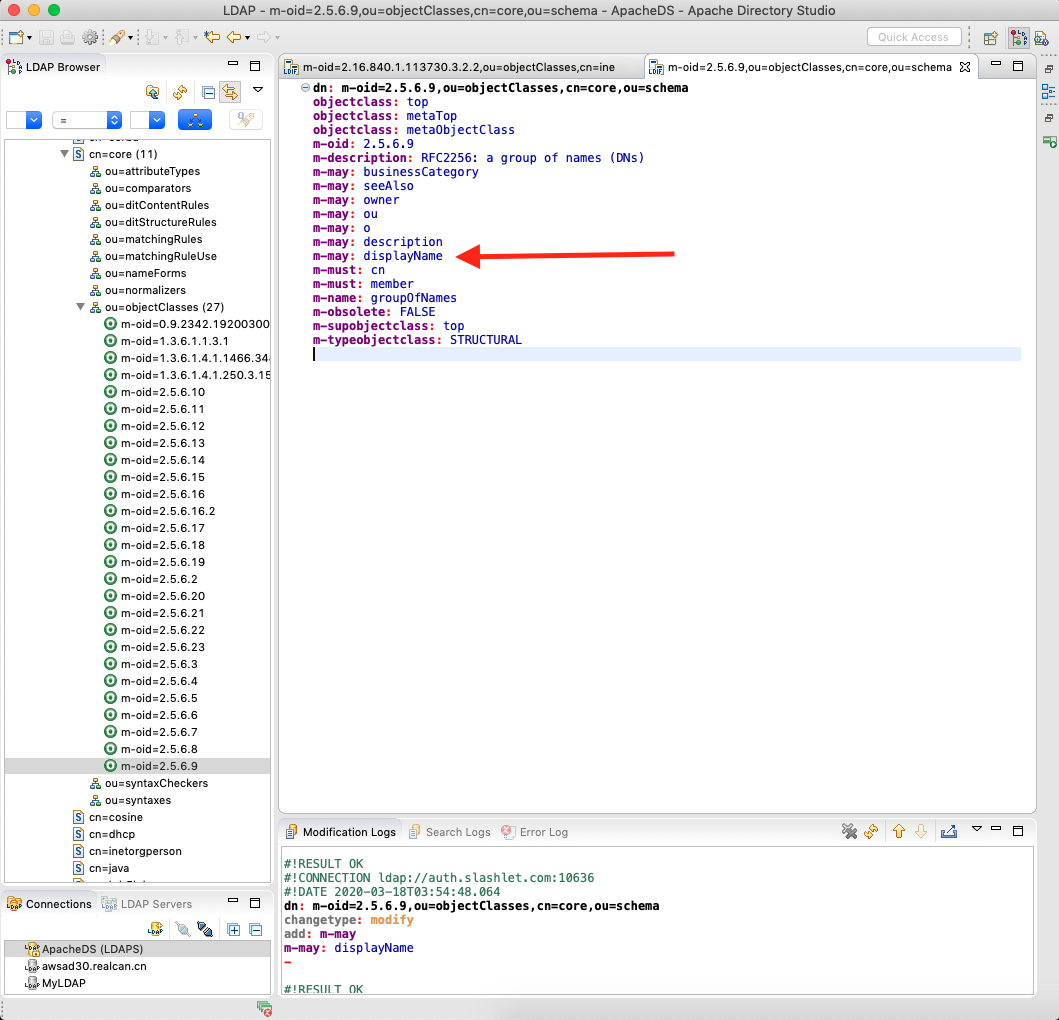 LDAP - m-oid=2.5.6.9,ou=objectClasses,cn=core,ou=schema - ApacheDS - Apache Directory Studio
Quick Access
LDAP Browser
=
cn=core (11)
ou=attributeTypes
ou=comparators
ou=ditContentRules
ou=ditStructureRules
ou=matchingRules
ou=matchingRuleUse
ou=nameForms
ou=normalizers
ou=objectClasses (27)
m-oid=0.9.2342.19200300
m-oid=1.3.6.1.1.3.1
m-oid=1.3.6.1.4.1.1466.34
m-oid=1.3.6.1.4.1.250.3.15
m-oid=2.5.6.10
m-oid=2.5.6.11
m-oid=2.5.6.12
m-oid=2.5.6.13
m-oid=2.5.6.14
m-oid=2.5.6.15
m-oid=2.5.6.16
m-oid=2.5.6.16.2
m-oid=2.5.6.17
m-oid=2.5.6.18
m-oid=2.5.6.19
m-oid=2.5.6.2
m-oid=2.5.6.20
m-oid=2.5.6.21
m-oid=2.5.6.22
m-oid=2.5.6.23
m-oid=2.5.6.3
m-oid=2.5.6.4
m-oid=2.5.6.5
m-oid=2.5.6.6
m-oid=2.5.6.7
m-oid=2.5.6.8
m-oid=2.5.6.9
ou=syntaxCheckers
ou=syntaxes
cn=cosine
cn=dhcp
cn=inetorgperson
cn=java
Connections LDAP Servers
ApacheDS (LDAPS)
awsad30.realcan.cn
MyLDAP
m-oid=2.16.840.1.113730.3.2.2,ou=objectClasses,cn=ine
m-oid=2.5.6.9,ou=objectClasses,cn=core,ou=schema
dn: m-oid=2.5.6.9,ou=objectClasses,cn=core,ou=schema
objectclass: top
objectclass: metaTop
objectclass: metaObjectClass
m-oid: 2.5.6.9
m-description: RFC2256: a group of names (DNs)
m-may: businessCategory
m-may: seeAlso
m-may: owner
m-may: ou
m-may: o
m-may: description
m-may: displayName
m-must: cn
m-must: member
m-name: groupOfNames
m-obsolete: FALSE
m-supobjectclass: top
m-typeobjectclass: STRUCTURAL
Modification Logs Search Logs Error Log
#!RESULT OK
#!CONNECTION ldap://auth.slashlet.com:10636
#!DATE 2020-03-18T03:54:48.064
dn: m-oid=2.5.6.9,ou=objectClasses,cn=core,ou=schema
changetype: modify
add: m-may
m-may: displayName
-
#!RESULT OK